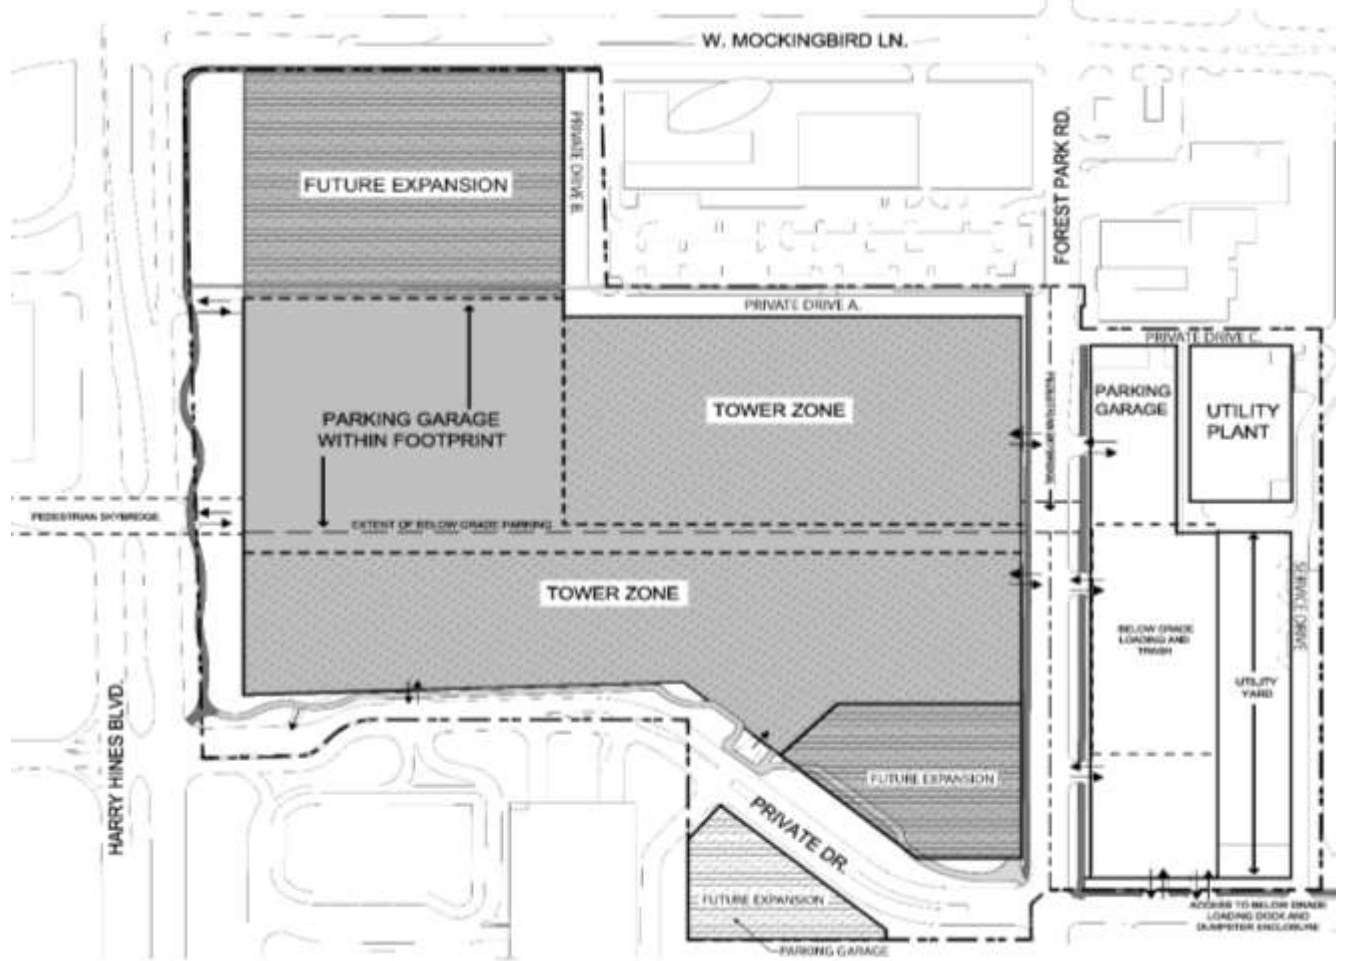 W. MOCKINGBIRD LN.
PRIVATE DRIVE B.
FUTURE EXPANSION
FOREST PARK RD.
PRIVATE DRIVE A.
PRIVATE DRIVE C.
PARKING
GARAGE
UTILITY
PLANT
TOWER ZONE
PARKING GARAGE
WITHIN FOOTPRINT
PEDESTRIAN SKYBRIDGE.
EXTENT OF BELOW GRADE PARKING
TOWER ZONE
SERVICE DRIVE
BELOW GRADE
LOADING AND
TRASH
UTILITY
YARD
HARRY HINES BLVD.
FUTURE EXPANSION
PRIVATE DR.
FUTURE EXPANSION
ACCESS TO BELOW GRADE
LOADING DOCK AND
DUMPSTER ENCLOSURE
PARKING GARAGE